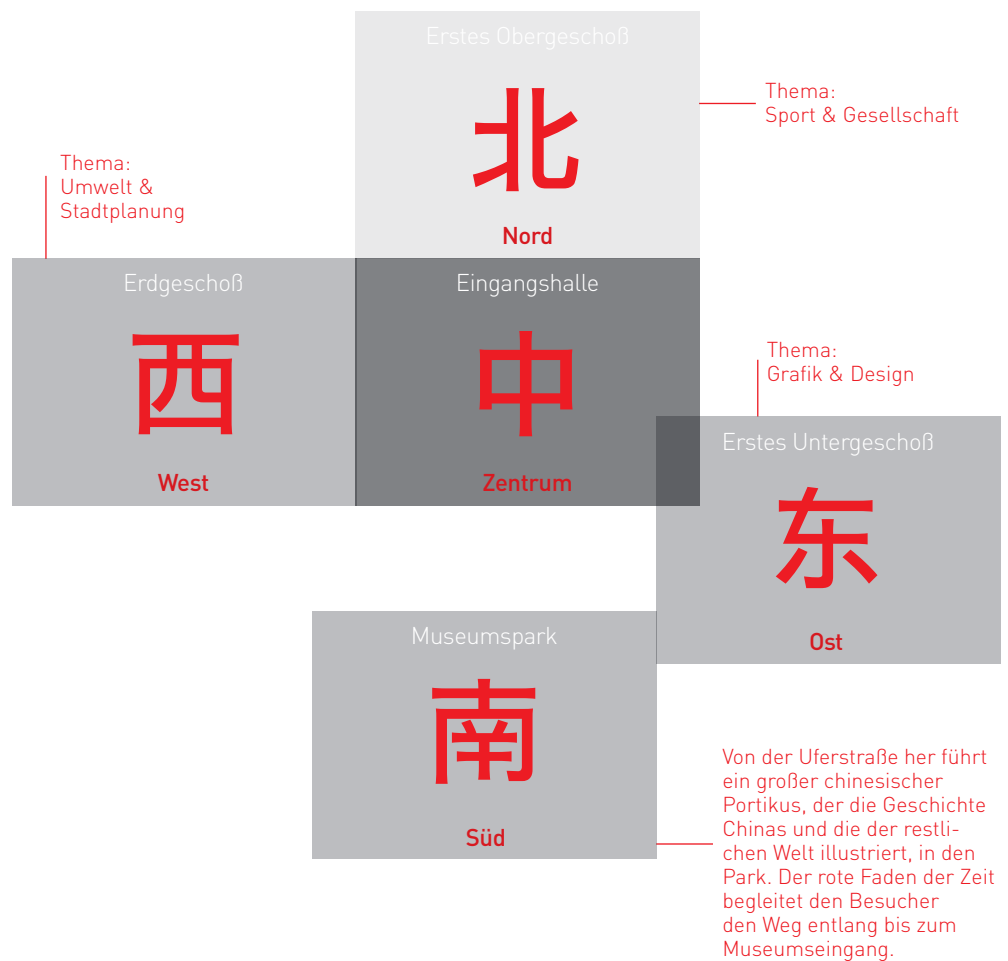 Erstes Obergeschoß
北
Nord
Thema:
Sport & Gesellschaft
Thema:
Umwelt &
Stadtplanung
Erdgeschoß
西
West
Eingangshalle
中
Zentrum
Thema:
Grafik & Design
Erstes Untergeschoß
东
Ost
Museumspark
南
Süd
Von der Uferstraße her führt
ein großer chinesischer
Portikus, der die Geschichte
Chinas und die der restli-
chen Welt illustriert, in den
Park. Der rote Faden der Zeit
begleitet den Besucher
den Weg entlang bis zum
Museumseingang.